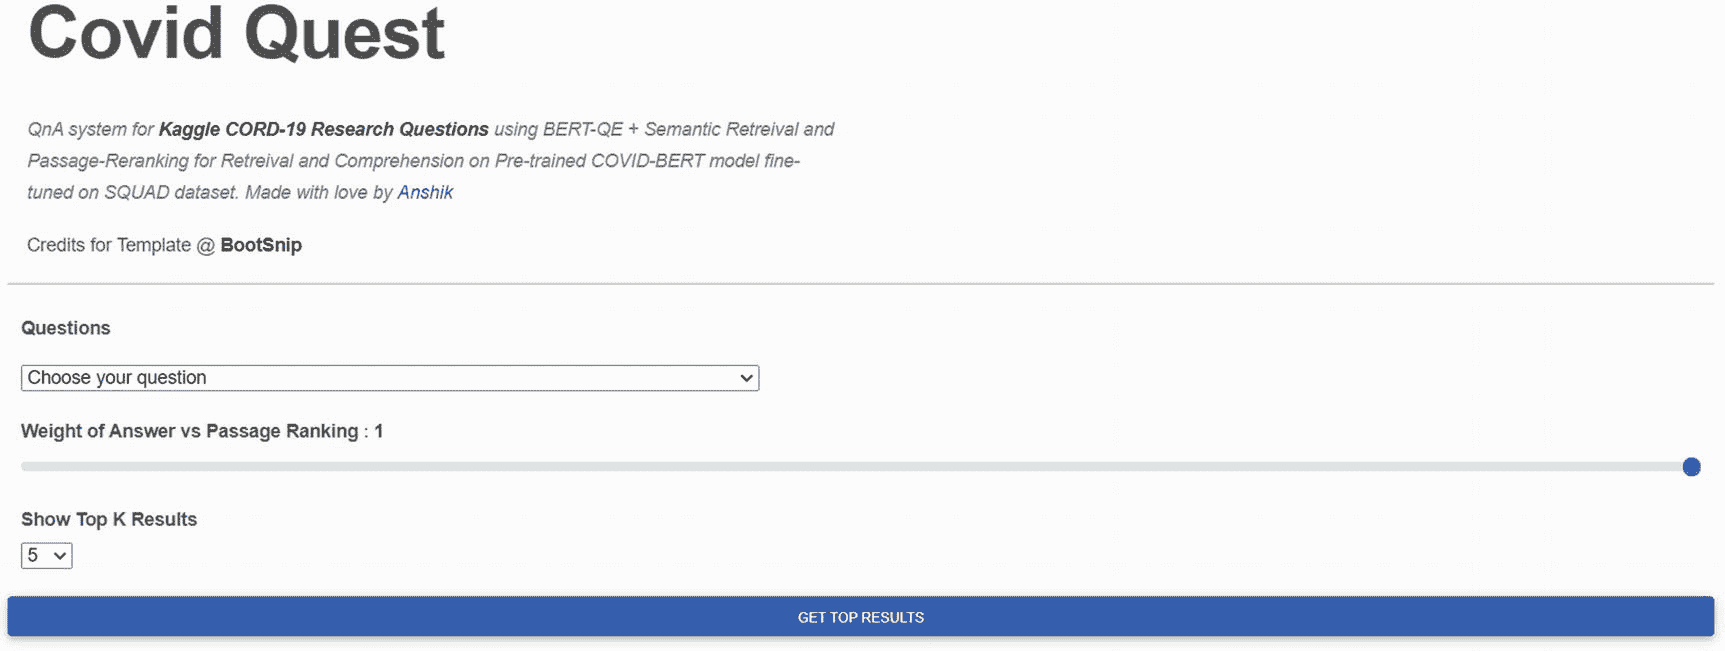 Covid Quest
QnA system for Kaggle CORD-19 Research Questions using BERT-QE + Semantic Retreival and
Passage-Reranking for Retreival and Comprehension on Pre-trained COVID-BERT model fine-
tuned on SQUAD dataset. Made with love by Anshik
Credits for Template @ BootSnip
Questions
Choose your question
Weight of Answer vs Passage Ranking : 1
Show Top K Results
5
GET TOP RESULTS